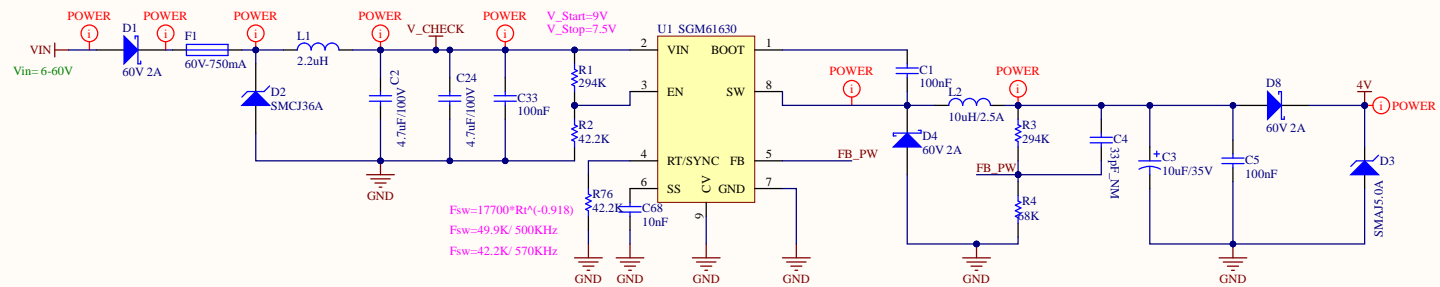 POWER
POWER
POWER
POWER
POWER
V_Start=9V
V_Stop=7.5V
V_CHECK
U1 SGM61630
VIN
Vin= 6-60V
i
D1
60V 2A
i
F1
60V-750mA
i
L1
2.2uH
D2
SMCJ36A
i
C2
4.7uF/100V
C24
4.7uF/100V
i
C33
100nF
R1
294K
R2
42.2K
GND
2
VIN
BOOT
1
3
EN
SW
8
4
RT/SYNC
FB
5
6
SS
GND
7
CV
9
R76
42.2K
C68
10nF
Fsw=17700*Rt^(-0.918)
Fsw=49.9K/ 500KHz
Fsw=42.2K/ 570KHz
GND
GND
GND
GND
POWER
i
C1
100nF
FB_PW
D4
60V 2A
L2
10uH/2.5A
POWER
i
R3
294K
FB_PW
R4
68K
C4
33pF_NM
GND
C3
10uF/35V
C5
100nF
D8
60V 2A
4V
i
POWER
D3
SMAJ5.0A
GND